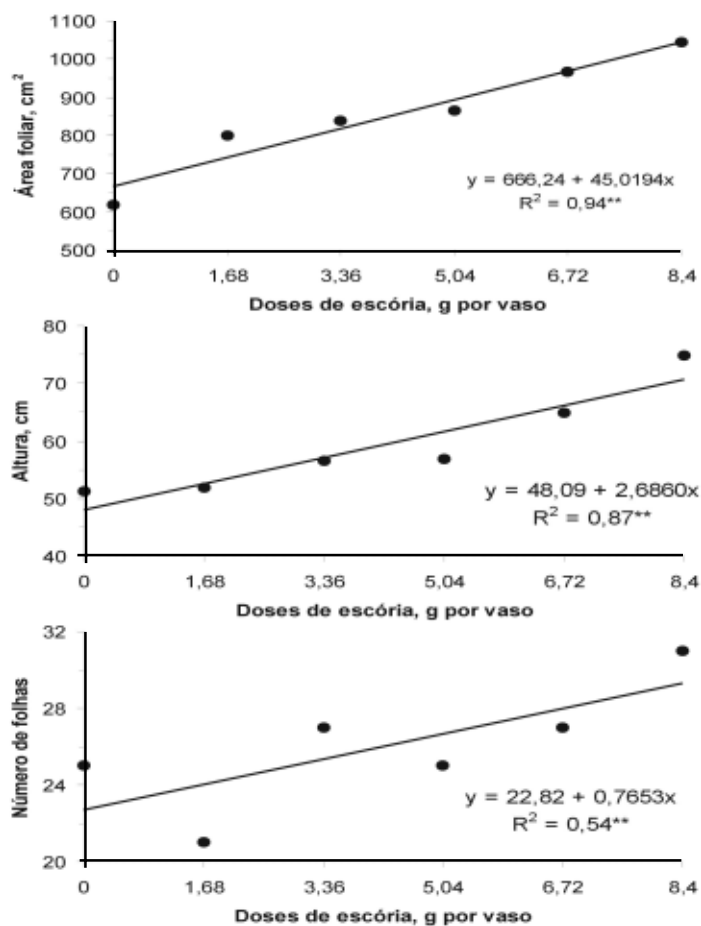 1100
1000
900
800
700
600
500
Área foliar, cm²
y = 666,24 + 45,0194x
R² = 0,94**
0 1,68 3,36 5,04 6,72 8,4
Doses de escória, g por vaso
80
70
60
50
40
Altura, cm
y = 48,09 + 2,6860x
R² = 0,87**
0 1,68 3,36 5,04 6,72 8,4
Doses de escória, g por vaso
32
28
24
20
Número de folhas
y = 22,82 + 0,7653x
R² = 0,54**
0 1,68 3,36 5,04 6,72 8,4
Doses de escória, g por vaso